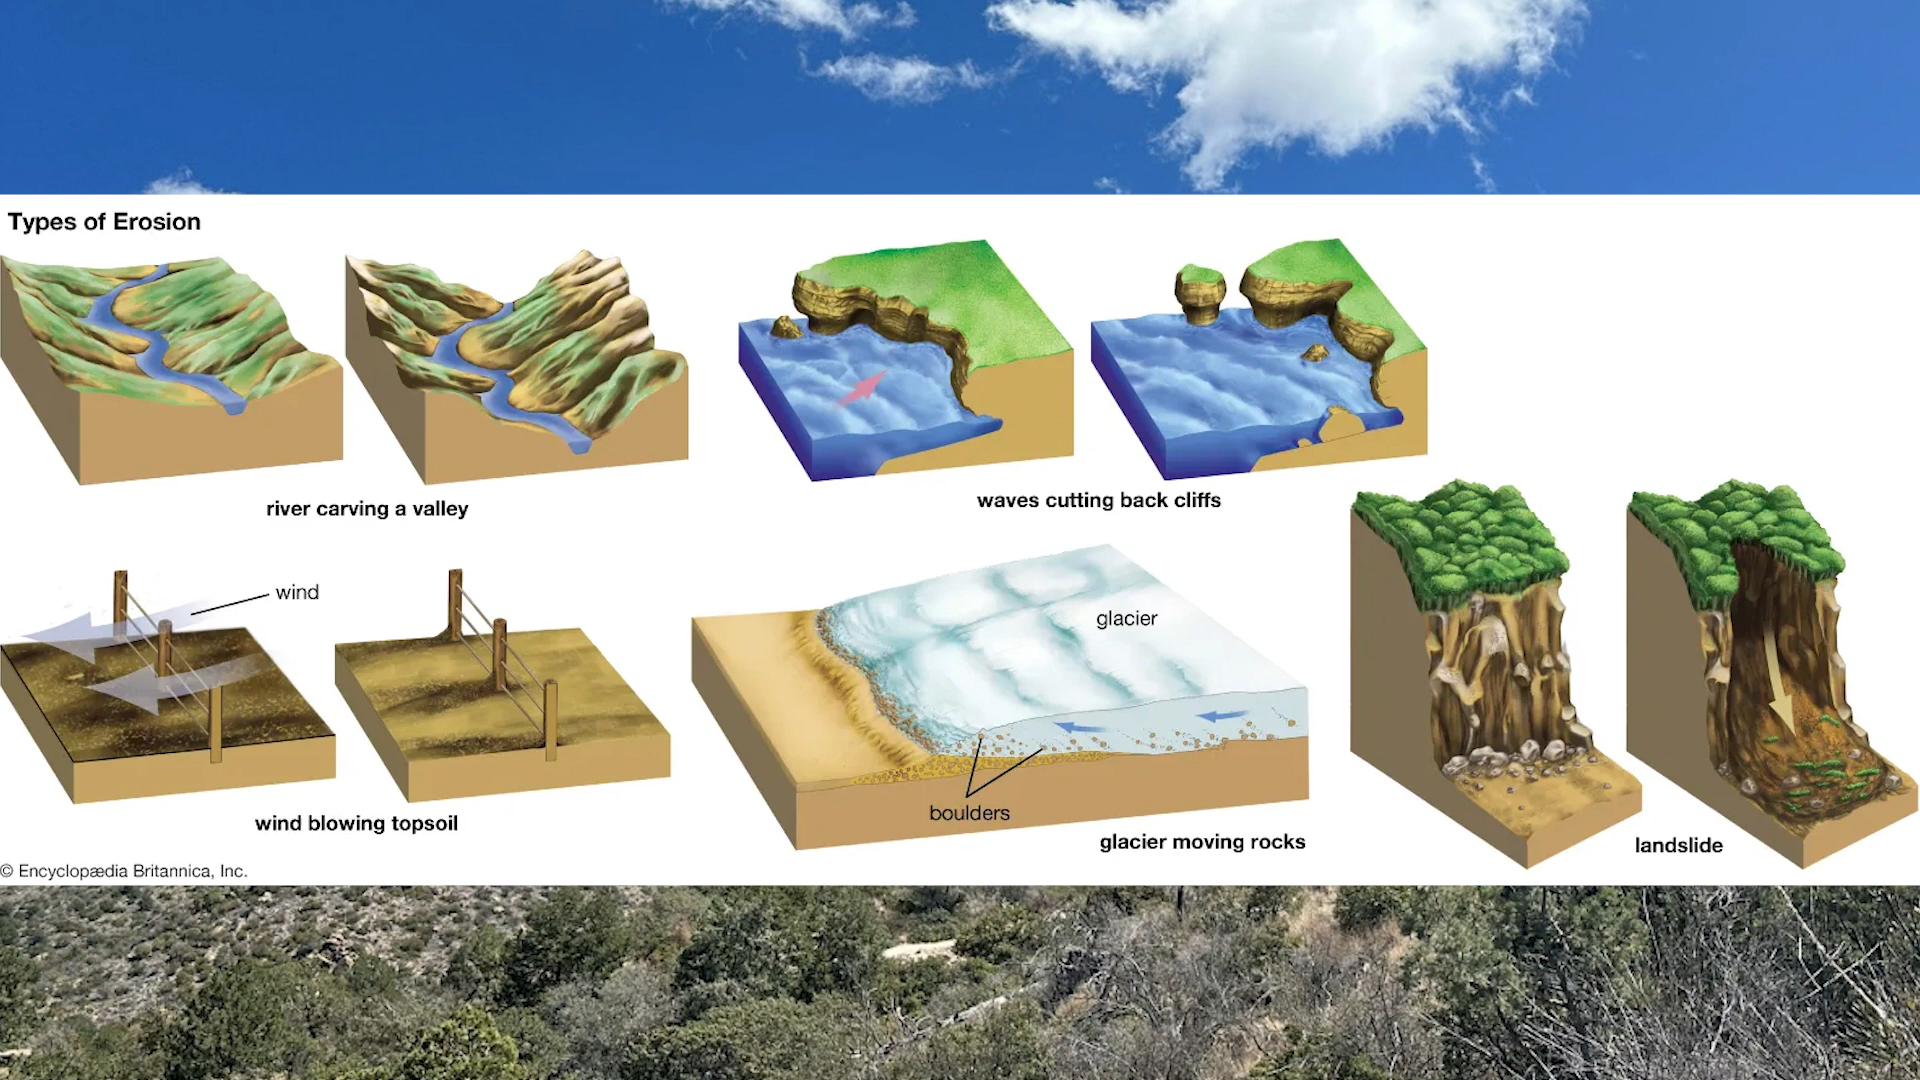 Types of Erosion
river carving a valley
waves cutting back cliffs
wind
wind blowing topsoil
glacier
boulders
glacier moving rocks
landslide
© Encyclopædia Britannica, Inc.